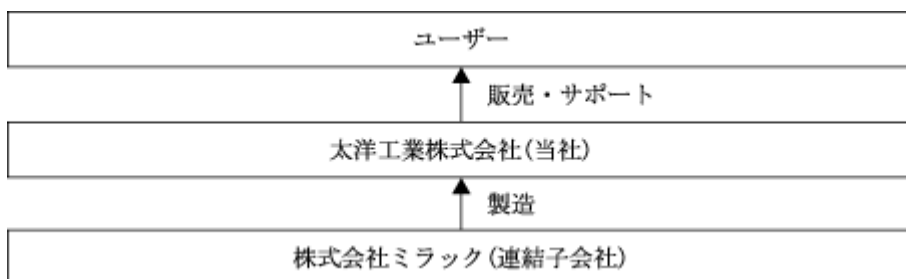 ユーザー
販売・サポート
太洋工業株式会社(当社)
製造
株式会社ミラック(連結子会社)